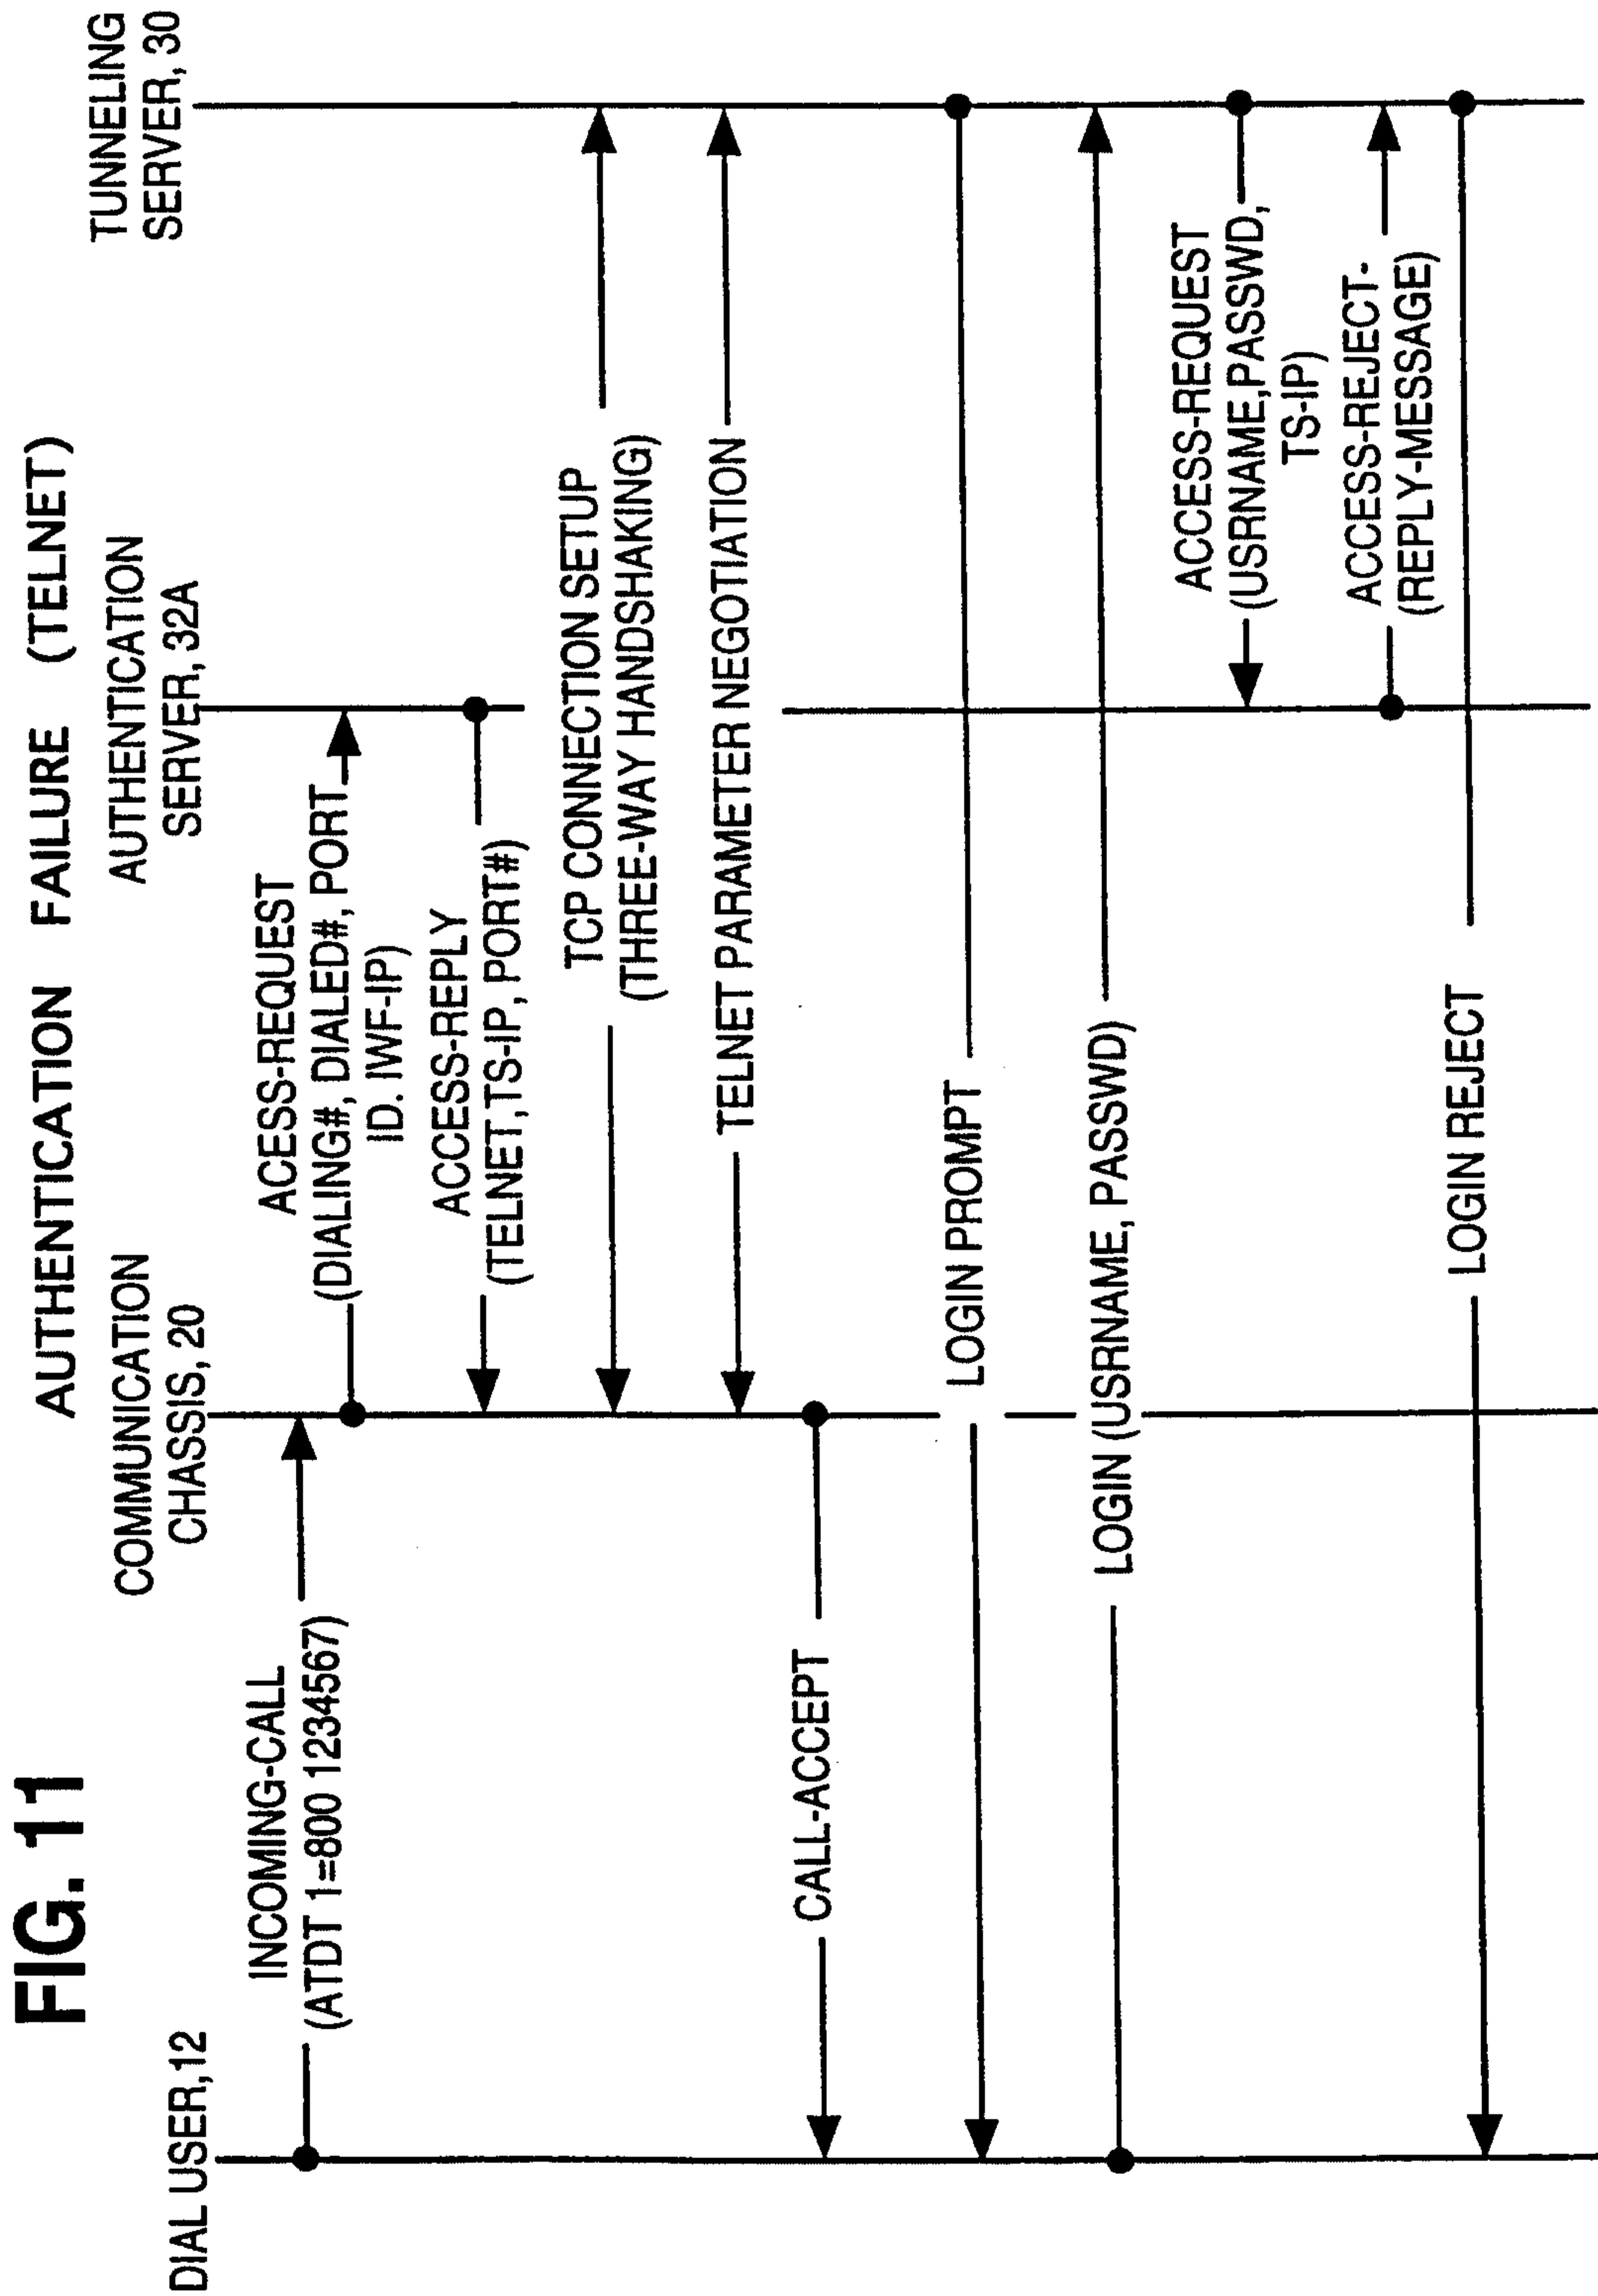 FIG. 11
AUTHENTICATION FAILURE (TELNET)
DIAL USER,12
COMMUNICATION
CHASSIS, 20
AUTHENTICATION
SERVER, 32A
TUNNELING
SERVER, 30
INCOMING-CALL
(ATDT 1=800 1234567)
ACESS-REQUEST
(DIALING#, DIALED#, PORT
ID. IWF-IP)
ACCESS-REPLY
(TELNET,TS-IP, PORT#)
TCP CONNECTION SETUP
(THREE-WAY HANDSHAKING)
TELNET PARAMETER NEGOTIATION
CALL-ACCEPT
LOGIN PROMPT
LOGIN (USRNAME, PASSWD)
ACCESS-REQUEST
(USRNAME,PASSWD,
TS-IP)
ACCESS-REJECT-
(REPLY-MESSAGE)
LOGIN REJECT